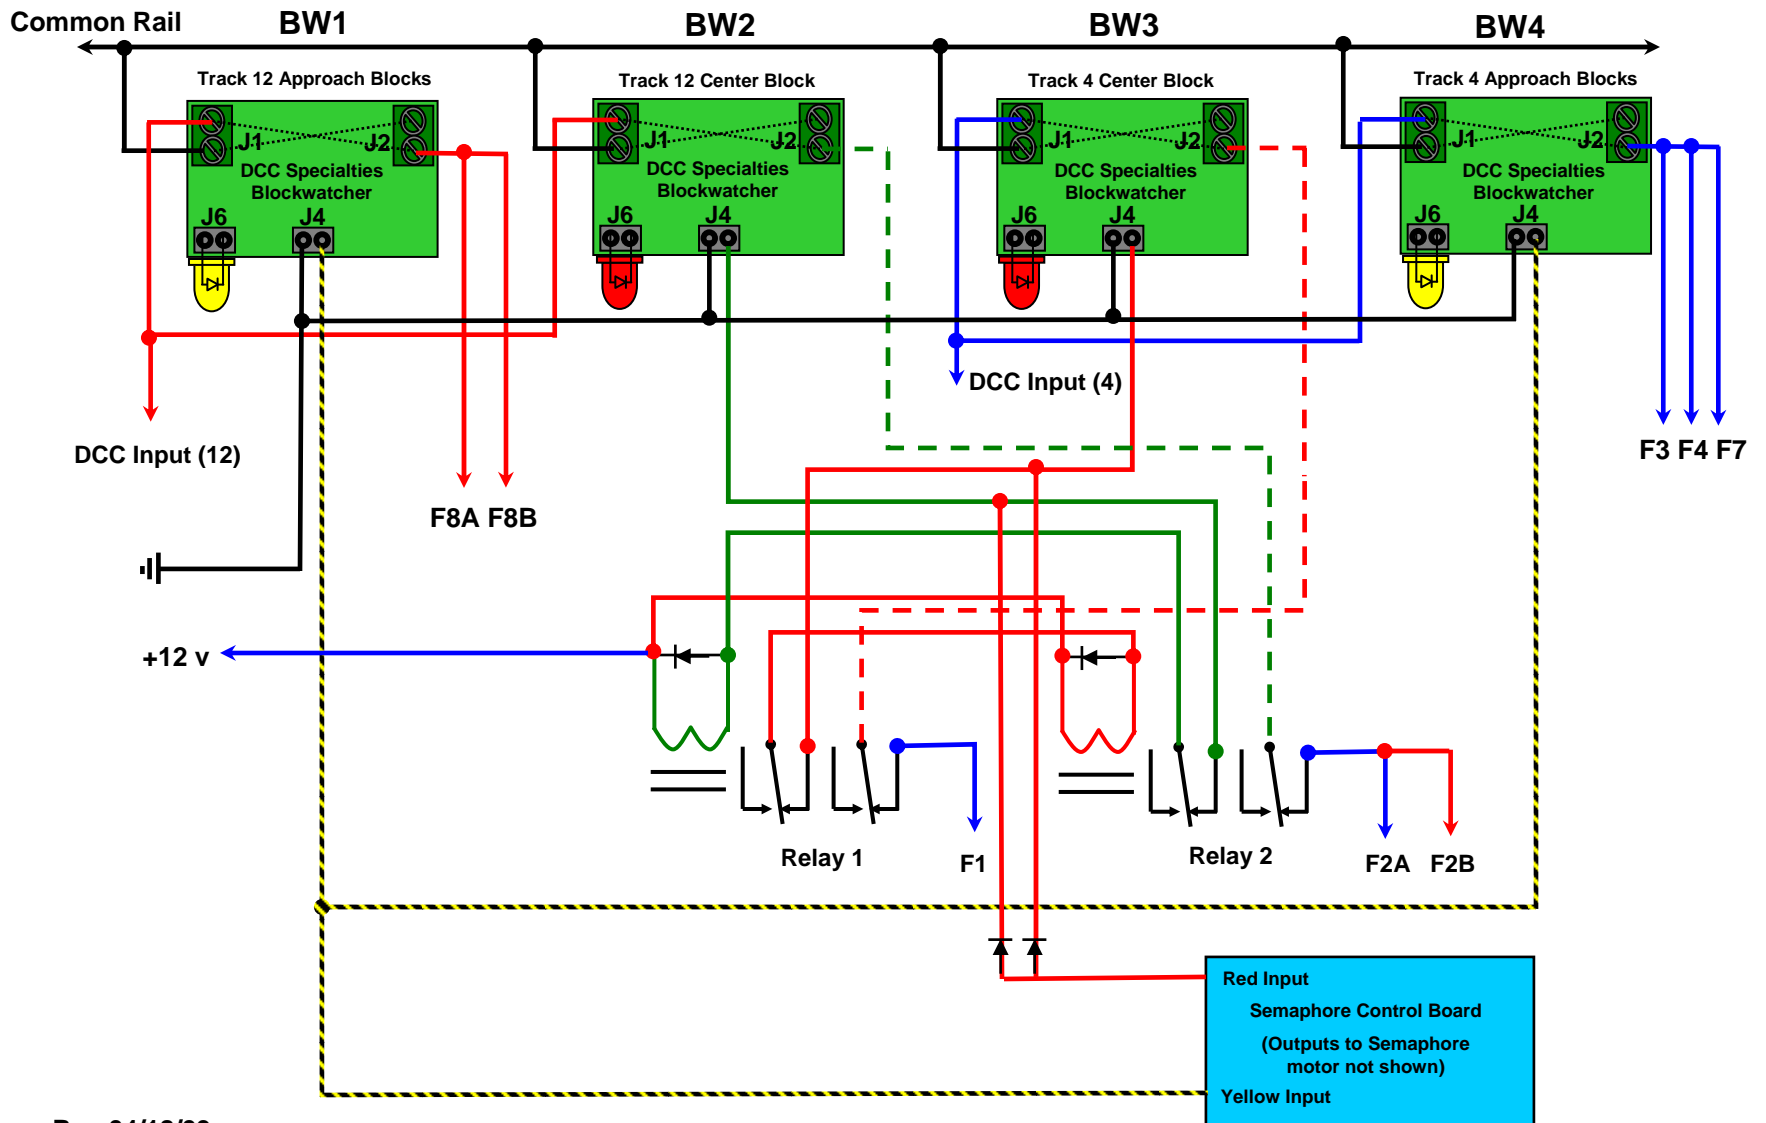 Common Rail
BW1
BW2
BW3
BW4
Track 12 Approach Blocks
Track 12 Center Block
Track 4 Center Block
Track 4 Approach Blocks
J1
J2
DCC Specialties
Blockwatcher
J6
J4
J1
J2
DCC Specialties
Blockwatcher
J6
J4
J1
J2
DCC Specialties
Blockwatcher
J6
J4
J1
J2
DCC Specialties
Blockwatcher
J6
J4
DCC Input (12)
DCC Input (4)
F8A F8B
F3 F4 F7
+12 v
Relay 1
F1
Relay 2
F2A
F2B
Red Input
Semaphore Control Board
(Outputs to Semaphore
motor not shown)
Yellow Input